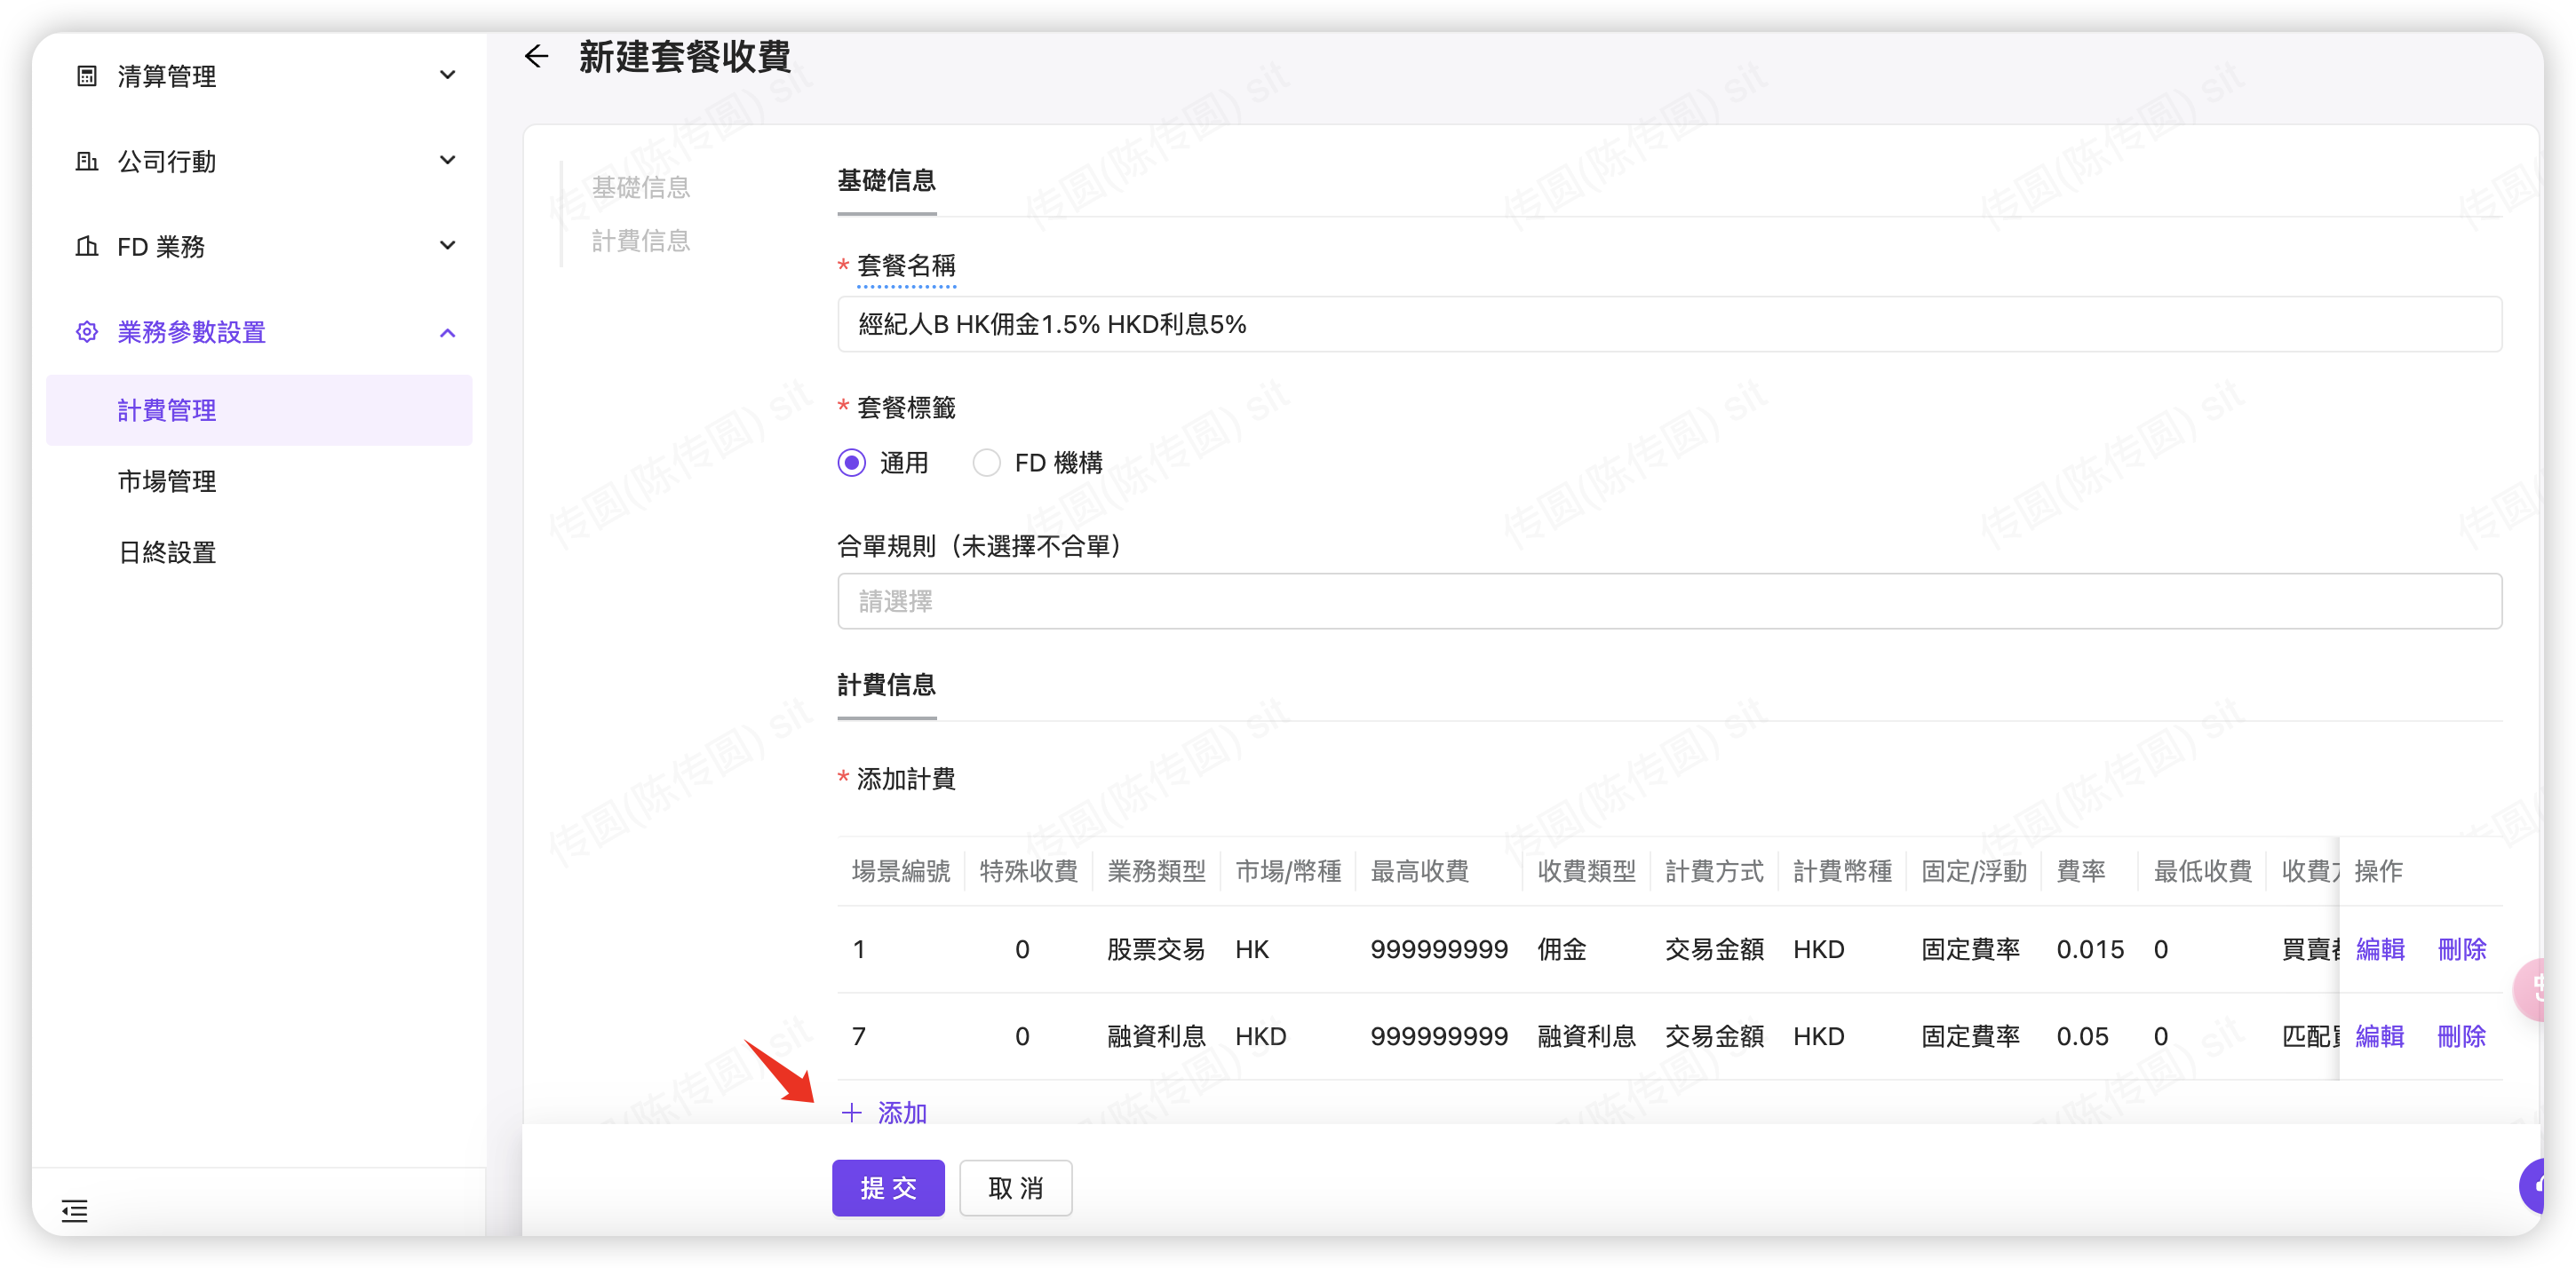 清算管理
公司行動
FD 業務
業務參數設置
計費管理
市場管理
日終設置
新建套餐收費
基礎信息
計費信息
基礎信息
* 套餐名稱
經紀人B HK佣金1.5% HKD利息5%
* 套餐標籤
通用 FD 機構
合單規則（未選擇不合單）
請選擇
計費信息
* 添加計費
場景編號 特殊收費 業務類型 市場/幣種 最高收費 收費類型 計費方式 計費幣種 固定/浮動 費率 最低收費 收費 操作
1 0 股票交易 HK 999999999 佣金 交易金額 HKD 固定費率 0.015 0 買賣 編輯 刪除
7 0 融資利息 HKD 999999999 融資利息 交易金額 HKD 固定費率 0.05 0 匹配 編輯 刪除
+ 添加
提交 取消
传圆(陈传圆) sit